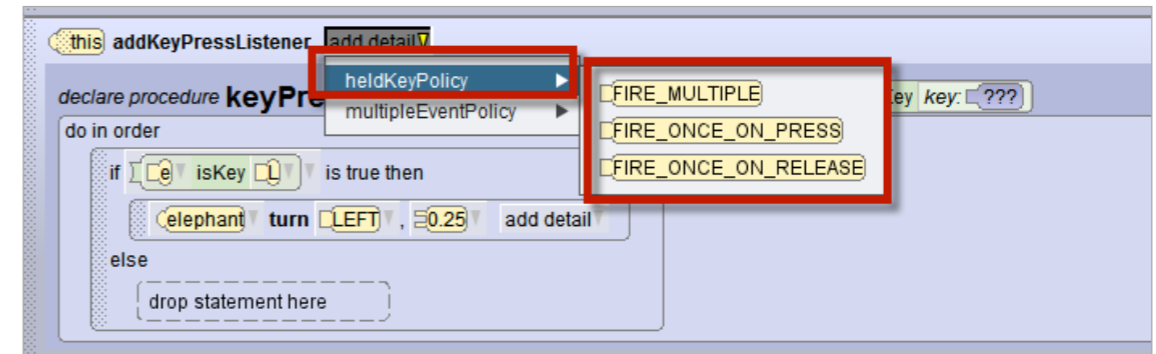 this addKeyPressListener add detail
heldKeyPolicy
multipleEventPolicy
FIRE_MULTIPLE
FIRE_ONCE_ON_PRESS
FIRE_ONCE_ON_RELEASE
declare procedure keyPre ey key: ???
do in order
if e isKey L is true then
elephant turn LEFT , 0.25 add detail
else
drop statement here